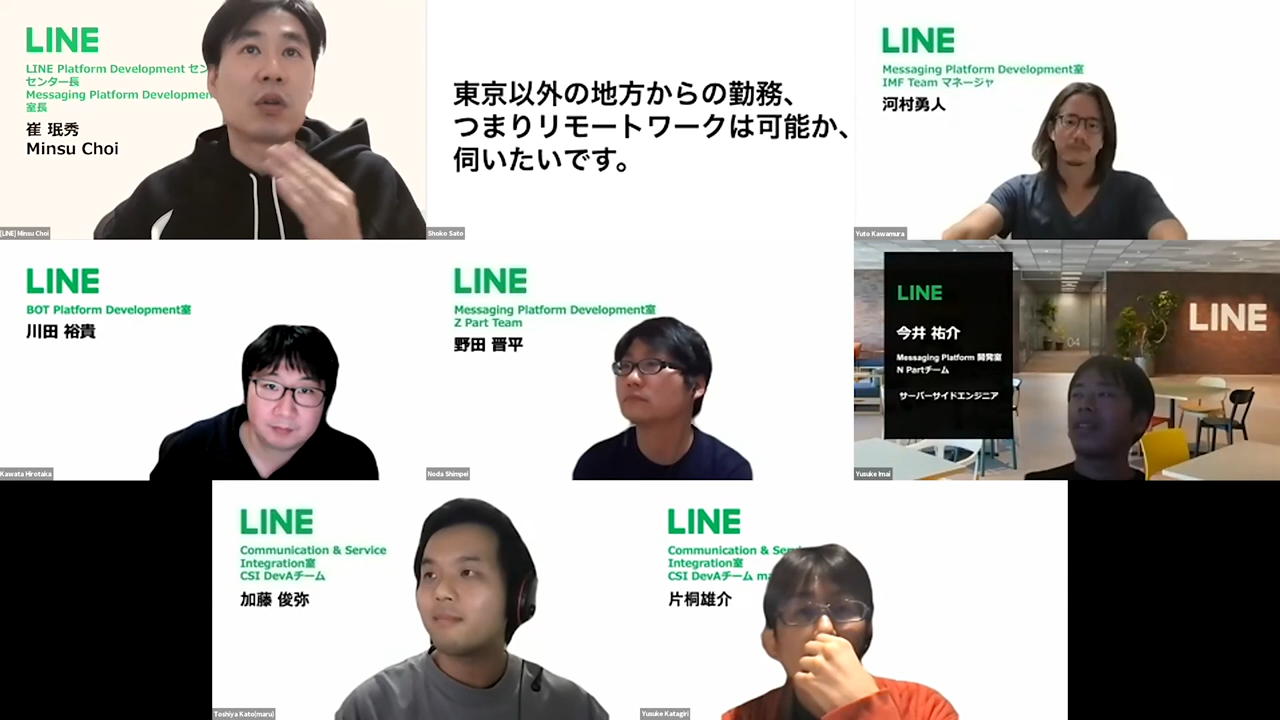 LINE
LINE Platform Development セン
センター長
Messaging Platform Developmen
室長
崔 珉秀
Minsu Choi
[LINE] Minsu Choi
東京以外の地方からの勤務、
つまりリモートワークは可能か、
伺いたいです。
Shoko Sato
LINE
Messaging Platform Development室
IMF Team マネージャ
河村勇人
Yuto Kawamura
LINE
BOT Platform Development室
川田 裕貴
Kawata Hirotaka
LINE
Messaging Platform Development室
Z Part Team
野田 晋平
Noda Shimpei
LINE
今井 祐介
Messaging Platform 開発室
N Partチーム
サーバーサイドエンジニア
04
LINE
Yusuke Imai
LINE
Communication & Service
Integration室
CSI DevAチーム
加藤 俊弥
Toshiya Kato(maru)
LINE
Communication & Se
Integration室
CSI DevAチーム ma
片桐雄介
Yusuke Katagiri